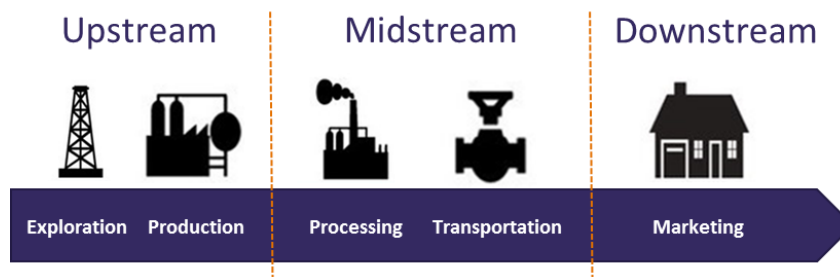 Upstream Midstream Downstream
Exploration Production Processing Transportation Marketing